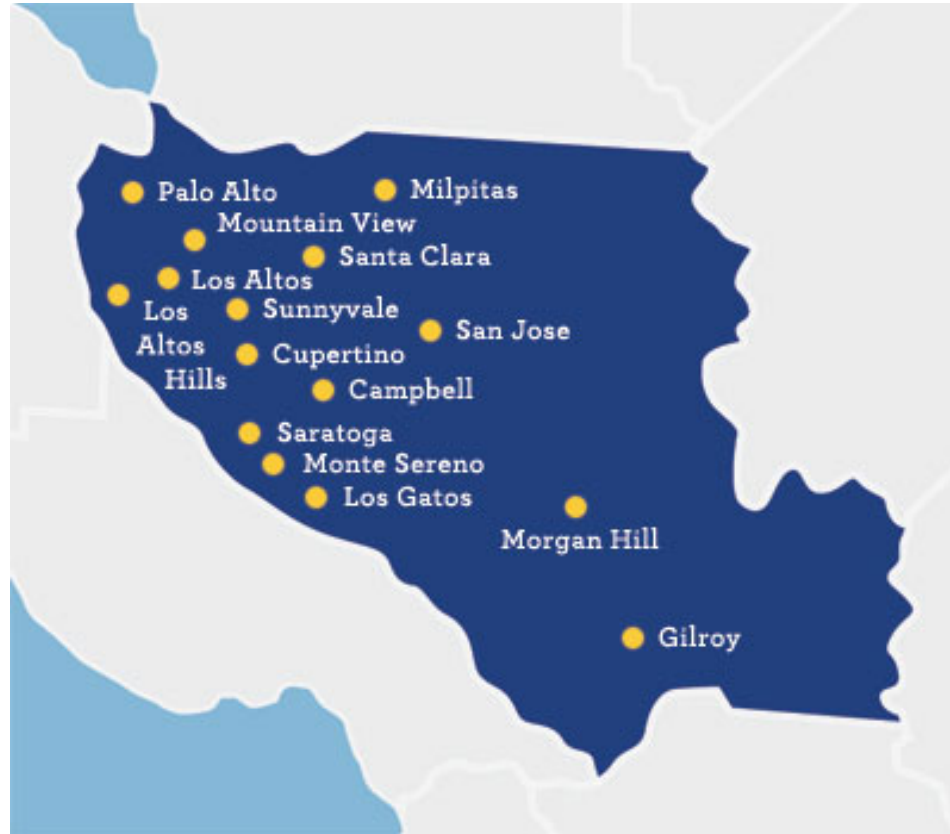 Palo Alto
Milpitas
Mountain View
Santa Clara
Los Altos
Los
Altos
Hills
Sunnyvale
San Jose
Cupertino
Campbell
Saratoga
Monte Sereno
Los Gatos
Morgan Hill
Gilroy